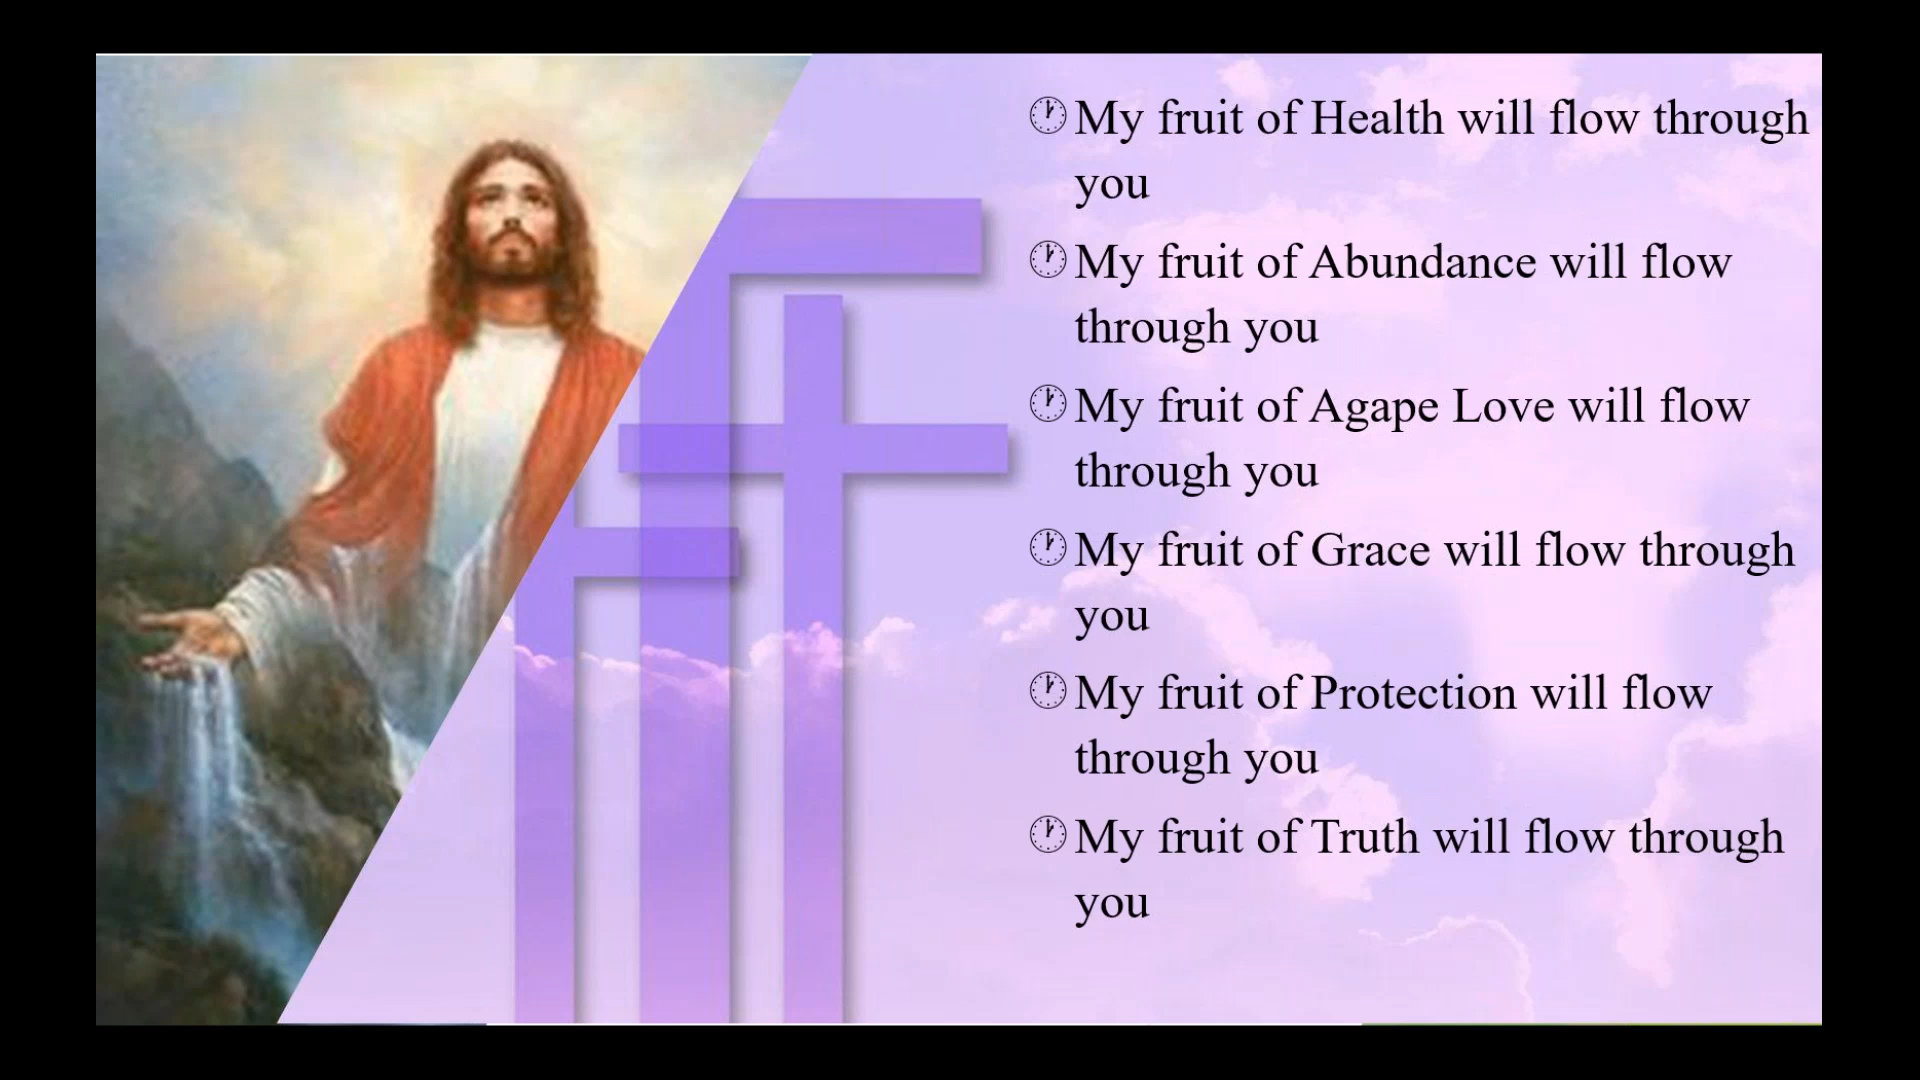 My fruit of Health will flow through
you
My fruit of Abundance will flow
through you
My fruit of Agape Love will flow
through you
My fruit of Grace will flow through
you
My fruit of Protection will flow
through you
My fruit of Truth will flow through
you